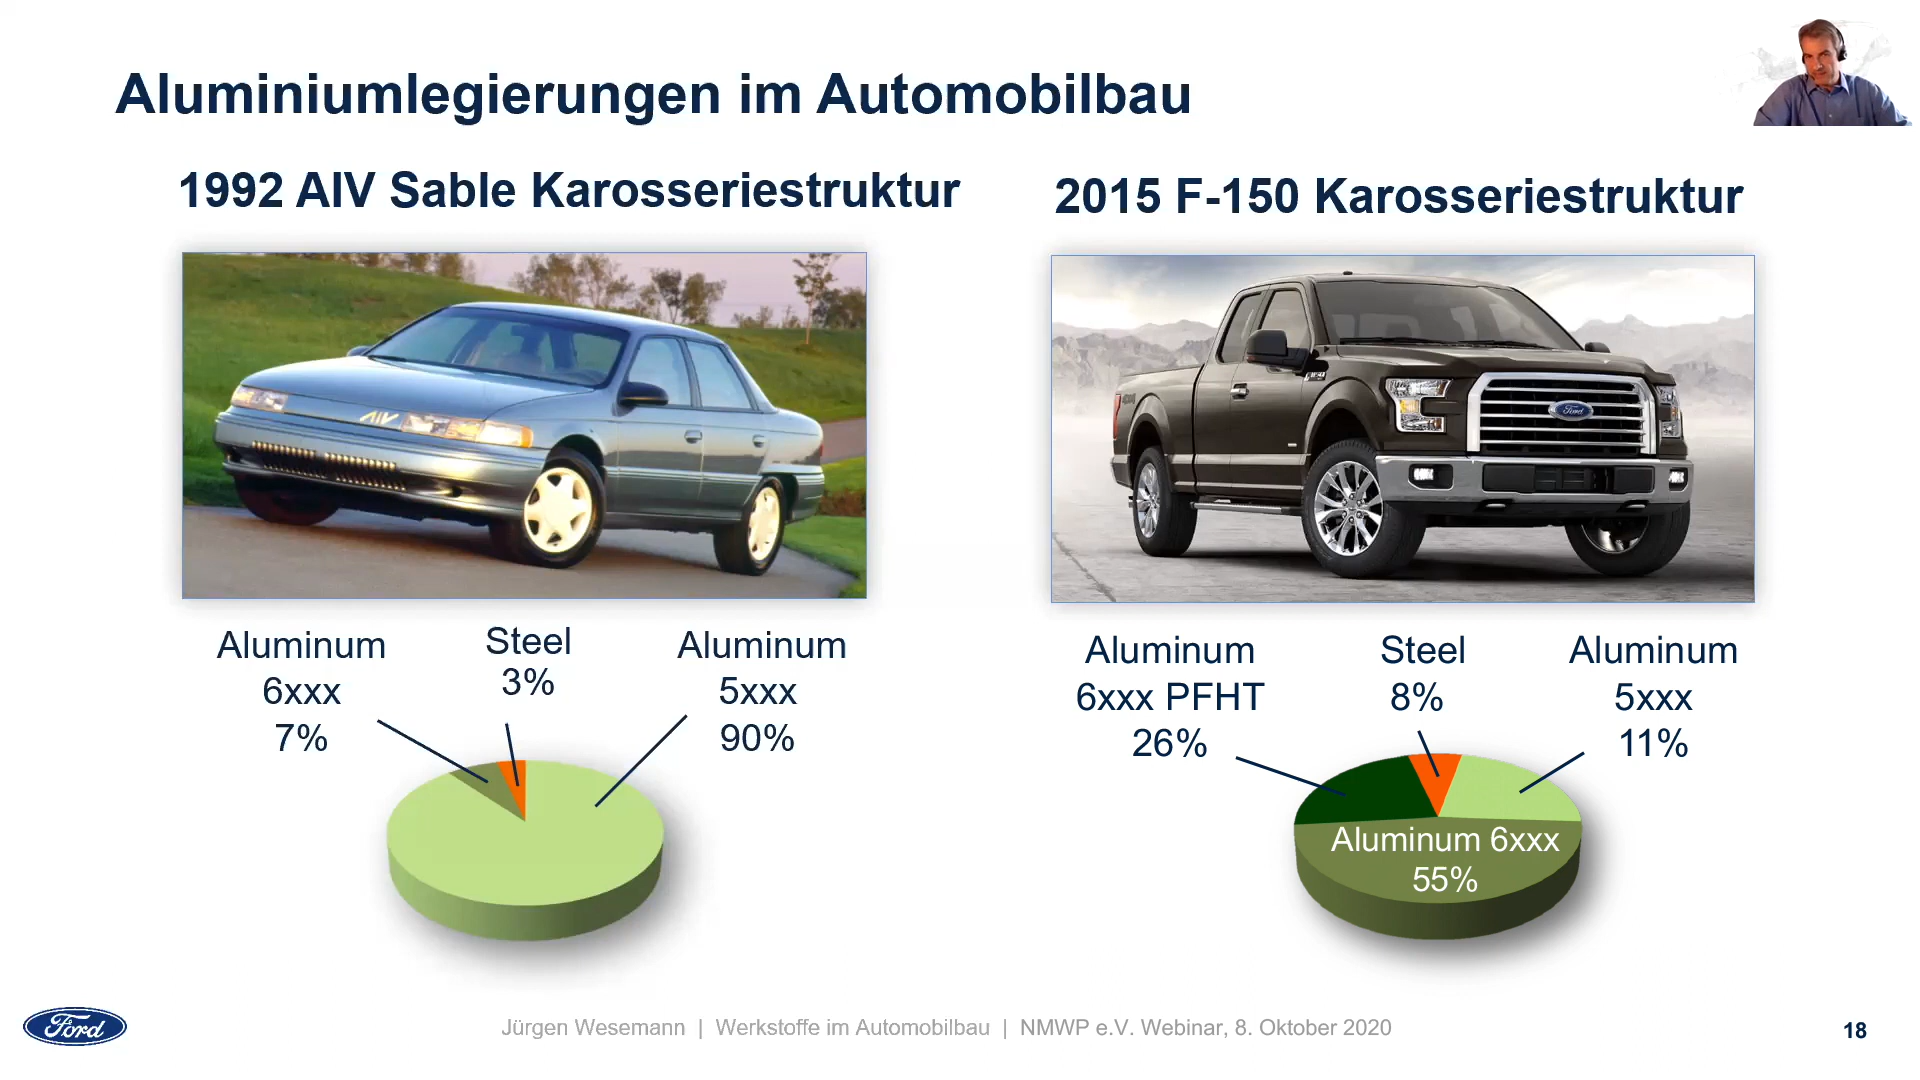 Aluminiumlegierungen im Automobilbau
1992 AIV Sable Karosseriestruktur
2015 F-150 Karosseriestruktur
AIV
Ford
Aluminum
6xxx
7%
Steel
3%
Aluminum
5xxx
90%
Aluminum
6xxx PFHT
26%
Steel
8%
Aluminum
5xxx
11%
Aluminum 6xxx
55%
Ford
Jürgen Wesemann | Werkstoffe im Automobilbau | NMWP e.V. Webinar, 8. Oktober 2020
18